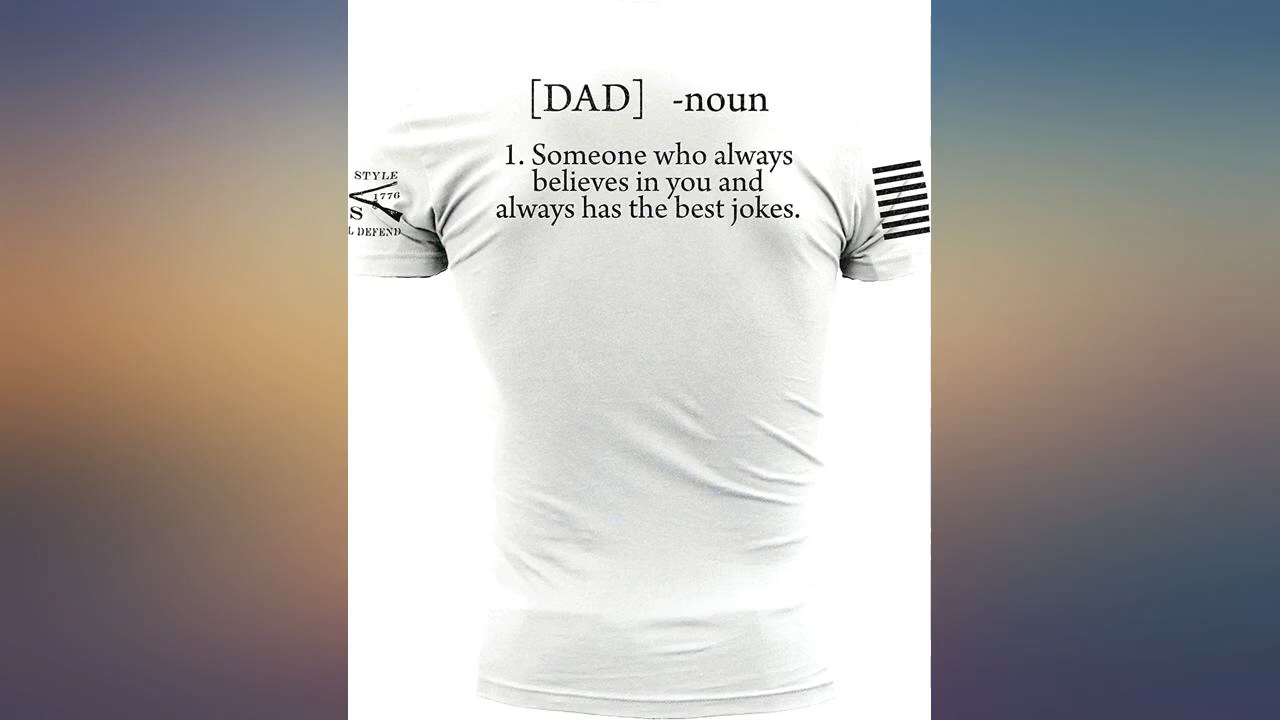 [DAD] -noun
1. Someone who always
believes in you and
always has the best jokes.
STYLE
1776
S
DEFEND